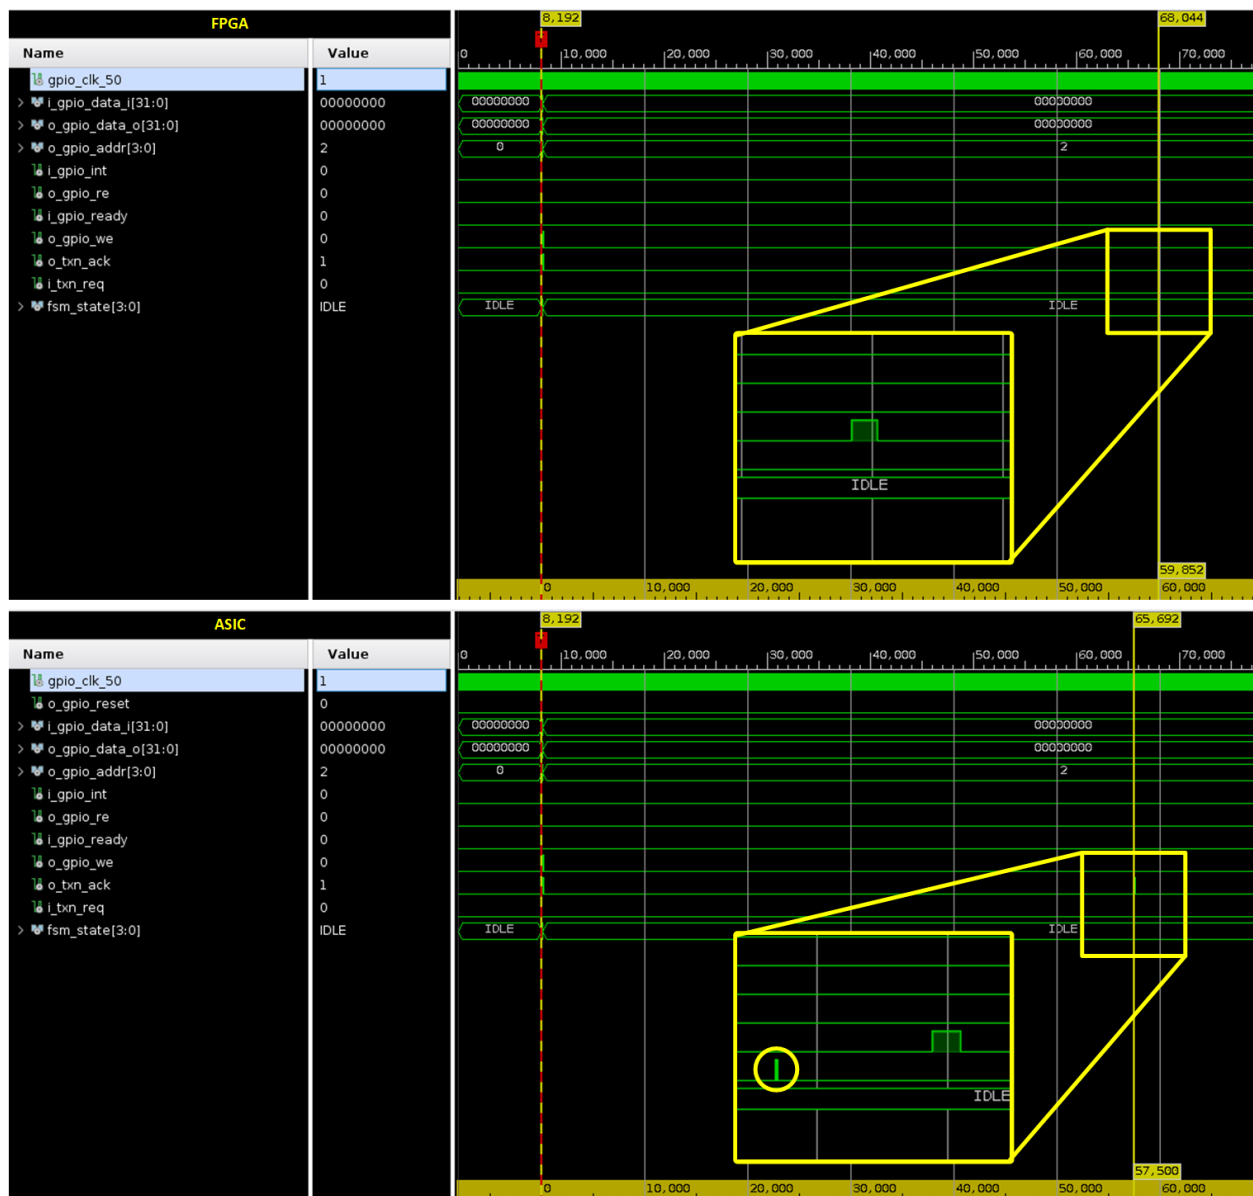 FPGA
8,192 68,044
Name Value
0 10,000 20,000 30,000 40,000 50,000 60,000 70,000
gpio_clk_50 1
i_gpio_data_i[31:0] 00000000 00000000 00000000
o_gpio_data_o[31:0] 00000000 00000000 00000000
o_gpio_addr[3:0] 2 0 2
i_gpio_int 0
o_gpio_re 0
i_gpio_ready 0
o_gpio_we 0
o_txn_ack 1
i_txn_req 0
fsm_state[3:0] IDLE IDLE IDLE
IDLE
59,852
0 10,000 20,000 30,000 40,000 50,000 60,000
ASIC
8,192 65,692
Name Value
0 10,000 20,000 30,000 40,000 50,000 60,000 70,000
gpio_clk_50 1
o_gpio_reset 0
i_gpio_data_i[31:0] 00000000 00000000 00000000
o_gpio_data_o[31:0] 00000000 00000000 00000000
o_gpio_addr[3:0] 2 0 2
i_gpio_int 0
o_gpio_re 0
i_gpio_ready 0
o_gpio_we 0
o_txn_ack 1
i_txn_req 0
fsm_state[3:0] IDLE IDLE IDLE
IDLE
57,500
0 10,000 20,000 30,000 40,000 50,000 60,000